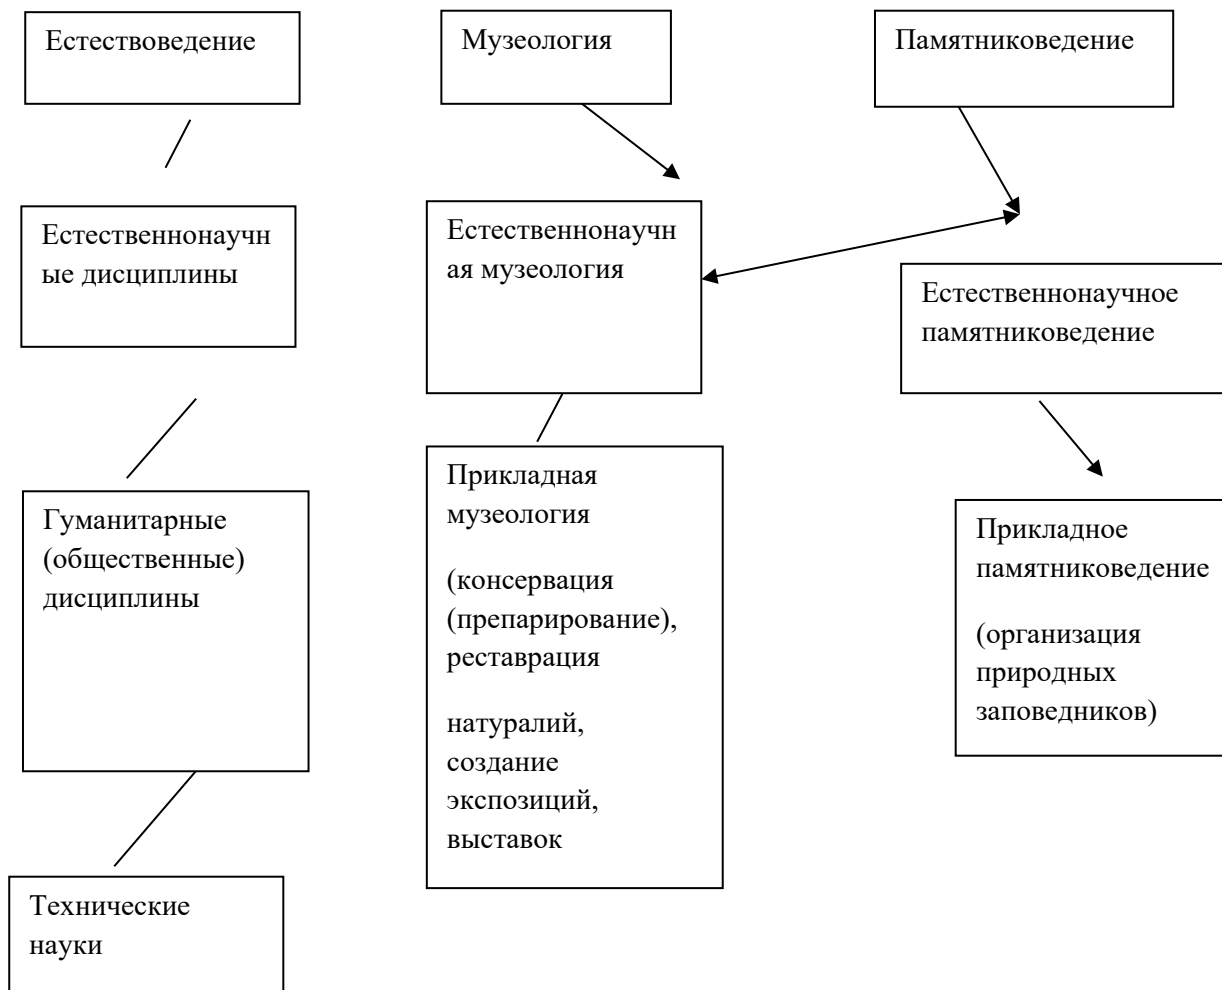 Естествоведение
Музеология
Памятниковедение
Естественнонаучн
ые дисциплины
Естественнонаучн
ая музеология
Естественнонаучное
памятниковедение
Гуманитарные
(общественные)
дисциплины
Прикладная
музеология
(консервация
(препарирование),
реставрация
натуралий,
создание
экспозиций,
выставок
Прикладное
памятниковедение
(организация
природных
заповедников)
Технические
науки